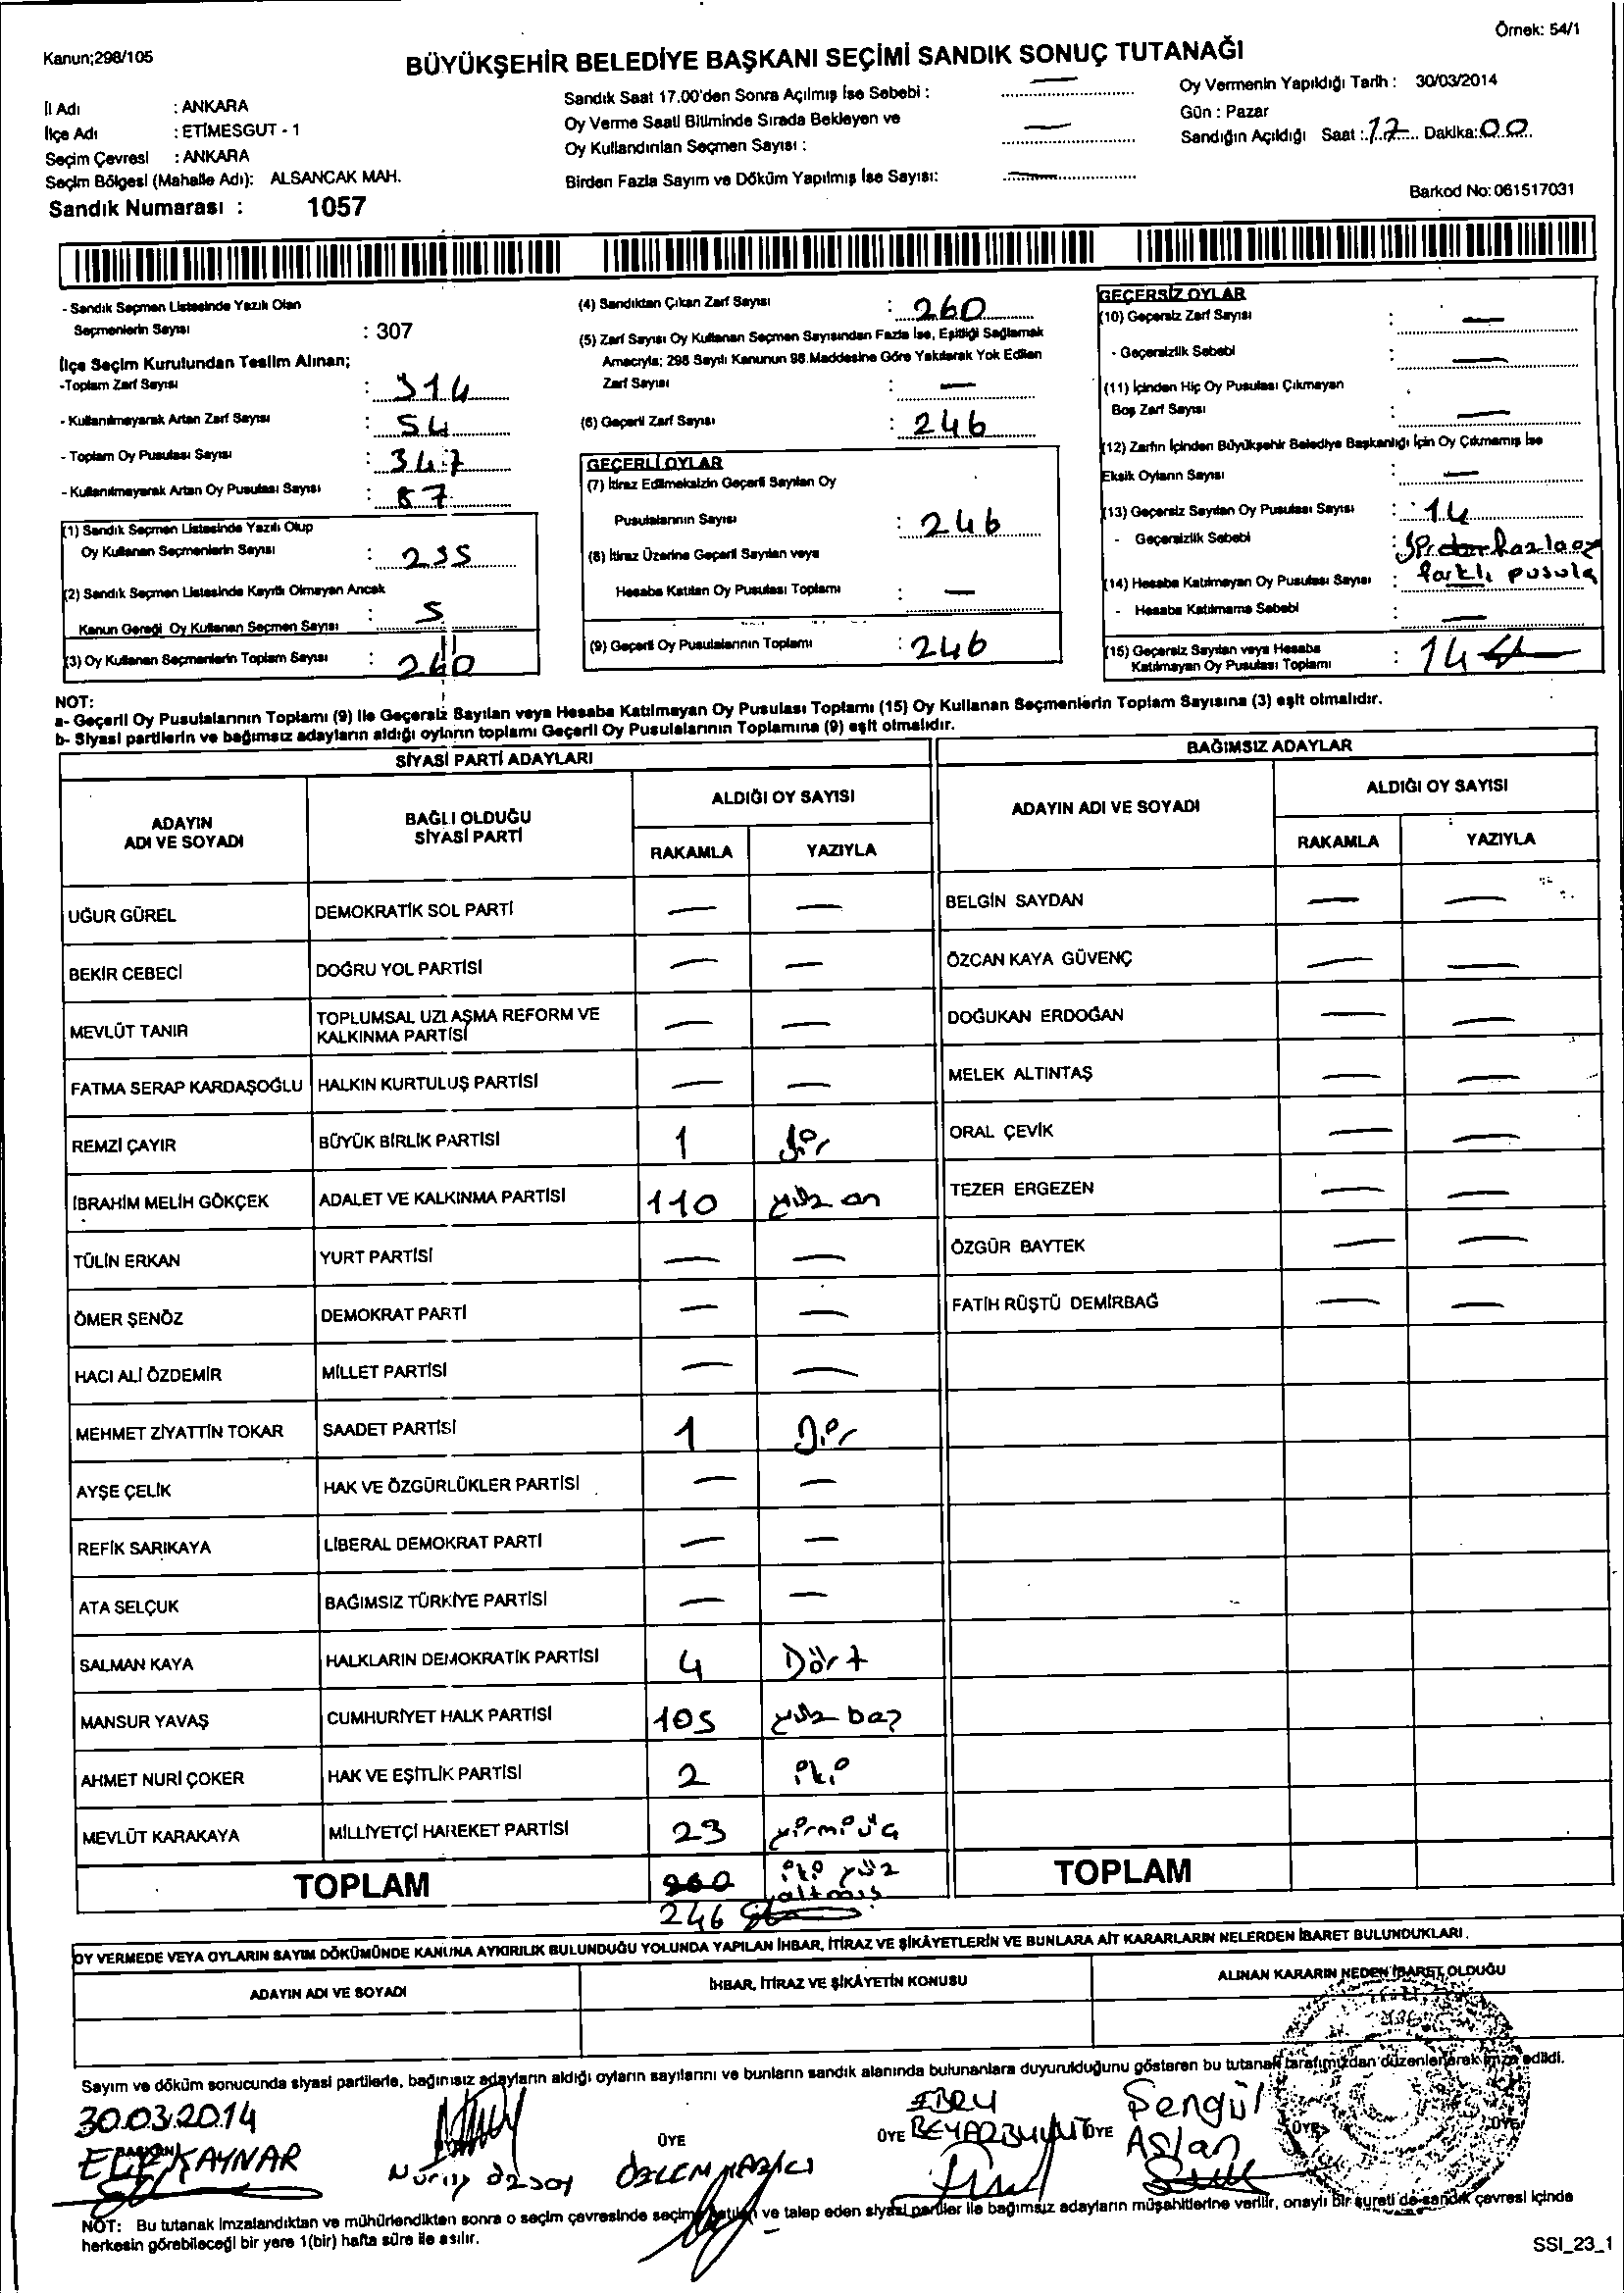 Örnek: 54/1
Kanun;298/105
BÜYÜKŞEHİR BELEDİYE BAŞKANI SEÇİMİ SANDIK SONUÇ TUTANAĞI
İl Adı : ANKARA
İlçe Adı : ETİMESGUT - 1
Seçim Çevresi : ANKARA
Seçim Bölgesi (Mahalle Adı): ALSANCAK MAH.
Sandık Numarası : 1057
Sandık Saat 17.00'den Sonra Açılmış İse Sebebi : —
Oy Verme Saati Bitiminde Sırada Bekleyen ve
Oy Kullandırılan Seçmen Sayısı : —
Birden Fazla Sayım ve Döküm Yapılmış İse Sayısı: —
Oy Vermenin Yapıldığı Tarih : 30/03/2014
Gün : Pazar
Sandığın Açıldığı Saat : 17 Dakika: 00
Barkod No: 061517031
- Sandık Seçmen Listesinde Yazılı Olan
Seçmenlerin Sayısı : 307
İlçe Seçim Kurulundan Teslim Alınan;
-Toplam Zarf Sayısı : 314
- Kullanılmayarak Artan Zarf Sayısı : 54
- Toplam Oy Pusulası Sayısı : 347
- Kullanılmayarak Artan Oy Pusulası Sayısı : 87
(1) Sandık Seçmen Listesinde Yazılı Olup
Oy Kullanan Seçmenlerin Sayısı : 255
(2) Sandık Seçmen Listesinde Kayıtlı Olmayan Ancak
Kanun Gereği Oy Kullanan Seçmen Sayısı : 5
(3) Oy Kullanan Seçmenlerin Toplam Sayısı : 260
(4) Sandıktan Çıkan Zarf Sayısı : 260
(5) Zarf Sayısı Oy Kullanan Seçmen Sayısından Fazla İse, Eşitliği Sağlamak
Amacıyla; 298 Sayılı Kanunun 98.Maddesine Göre Yakılarak Yok Edilen
Zarf Sayısı : —
(6) Geçerli Zarf Sayısı : 246
GEÇERLİ OYLAR
(7) İtiraz Edilmeksizin Geçerli Sayılan Oy
Pusulalarının Sayısı : 246
(8) İtiraz Üzerine Geçerli Sayılan veya
Hesaba Katılan Oy Pusulası Toplamı : —
(9) Geçerli Oy Pusulalarının Toplamı : 246
GEÇERSİZ OYLAR
(10) Geçersiz Zarf Sayısı : —
- Geçersizlik Sebebi : —
(11) İçinden Hiç Oy Pusulası Çıkmayan
Boş Zarf Sayısı : —
(12) Zarfın İçinden Büyükşehir Belediye Başkanlığı İçin Oy Çıkmamış İse
Eksik Oyların Sayısı : —
(13) Geçersiz Sayılan Oy Pusulası Sayısı : 14
- Geçersizlik Sebebi : fazla oy
farklı pusula
(14) Hesaba Katılmayan Oy Pusulası Sayısı :
- Hesaba Katılmama Sebebi : —
(15) Geçersiz Sayılan veya Hesaba
Katılmayan Oy Pusulası Toplamı : 14
NOT:
a- Geçerli Oy Pusulalarının Toplamı (9) ile Geçersiz Sayılan veya Hesaba Katılmayan Oy Pusulası Toplamı (15) Oy Kullanan Seçmenlerin Toplam Sayısına (3) eşit olmalıdır.
b- Siyasi partilerin ve bağımsız adayların aldığı oyların toplamı Geçerli Oy Pusulalarının Toplamına (9) eşit olmalıdır.
SİYASİ PARTİ ADAYLARI
ADAYIN ADI VE SOYADI
BAĞLI OLDUĞU SİYASİ PARTİ
ALDIĞI OY SAYISI
RAKAMLA YAZIYLA
UĞUR GÜREL DEMOKRATİK SOL PARTİ — —
BEKİR CEBECİ DOĞRU YOL PARTİSİ — —
MEVLÜT TANIR TOPLUMSAL UZLAŞMA REFORM VE KALKINMA PARTİSİ — —
FATMA SERAP KARDAŞOĞLU HALKIN KURTULUŞ PARTİSİ — —
REMZİ ÇAYIR BÜYÜK BİRLİK PARTİSİ 1 Bir
İBRAHİM MELİH GÖKÇEK ADALET VE KALKINMA PARTİSİ 110 yüz on
TÜLİN ERKAN YURT PARTİSİ — —
ÖMER ŞENÖZ DEMOKRAT PARTİ — —
HACI ALİ ÖZDEMİR MİLLET PARTİSİ — —
MEHMET ZİYATTİN TOKAR SAADET PARTİSİ 1 Bir
AYŞE ÇELİK HAK VE ÖZGÜRLÜKLER PARTİSİ — —
REFİK SARIKAYA LİBERAL DEMOKRAT PARTİ — —
ATA SELÇUK BAĞIMSIZ TÜRKİYE PARTİSİ — —
SALMAN KAYA HALKLARIN DEMOKRATİK PARTİSİ 4 Dört
MANSUR YAVAŞ CUMHURİYET HALK PARTİSİ 105 yüz beş
AHMET NURİ ÇOKER HAK VE EŞİTLİK PARTİSİ 2 iki
MEVLÜT KARAKAYA MİLLİYETÇİ HAREKET PARTİSİ 23 yirmi üç
TOPLAM 260 iki yüz
altmış
246
BAĞIMSIZ ADAYLAR
ADAYIN ADI VE SOYADI
ALDIĞI OY SAYISI
RAKAMLA YAZIYLA
BELGİN SAYDAN — —
ÖZCAN KAYA GÜVENÇ — —
DOĞUKAN ERDOĞAN — —
MELEK ALTINTAŞ — —
ORAL ÇEVİK — —
TEZER ERGEZEN — —
ÖZGÜR BAYTEK — —
FATİH RÜŞTÜ DEMİRBAĞ — —
TOPLAM
OY VERMEDE VEYA OYLARIN SAYIM DÖKÜMÜNDE KANUNA AYKIRILIK BULUNDUĞU YOLUNDA YAPILAN İHBAR, İTİRAZ VE ŞİKÂYETLERİN VE BUNLARA AİT KARARLARIN NELERDEN İBARET BULUNDUKLARI.
ADAYIN ADI VE SOYADI
İHBAR, İTİRAZ VE ŞİKÂYETİN KONUSU
ALINAN KARARIN NEDEN İBARET OLDUĞU
Sayım ve döküm sonucunda siyasi partilerle, bağımsız adayların aldığı oyların sayılarını ve bunların sandık alanında bulunanlara duyurulduğunu gösteren bu tutanak tarafımızdan düzenlenerek imza edildi.
30.03.2014
BAŞKAN
ELİF KAYNAR
Nuray Özsoy
ÜYE
ÖZLEM
ÜYE
EBRU
ÜYE
Şengül
Aslan
ÜYE
ÜYE
NOT: Bu tutanak imzalandıktan ve mühürlendikten sonra o seçim çevresinde seçime katılan ve talep eden siyasi partiler ile bağımsız adayların müşahitlerine verilir, onaylı bir sureti de sandık çevresi içinde
herkesin görebileceği bir yere 1(bir) hafta süre ile asılır.
SSI_23_1